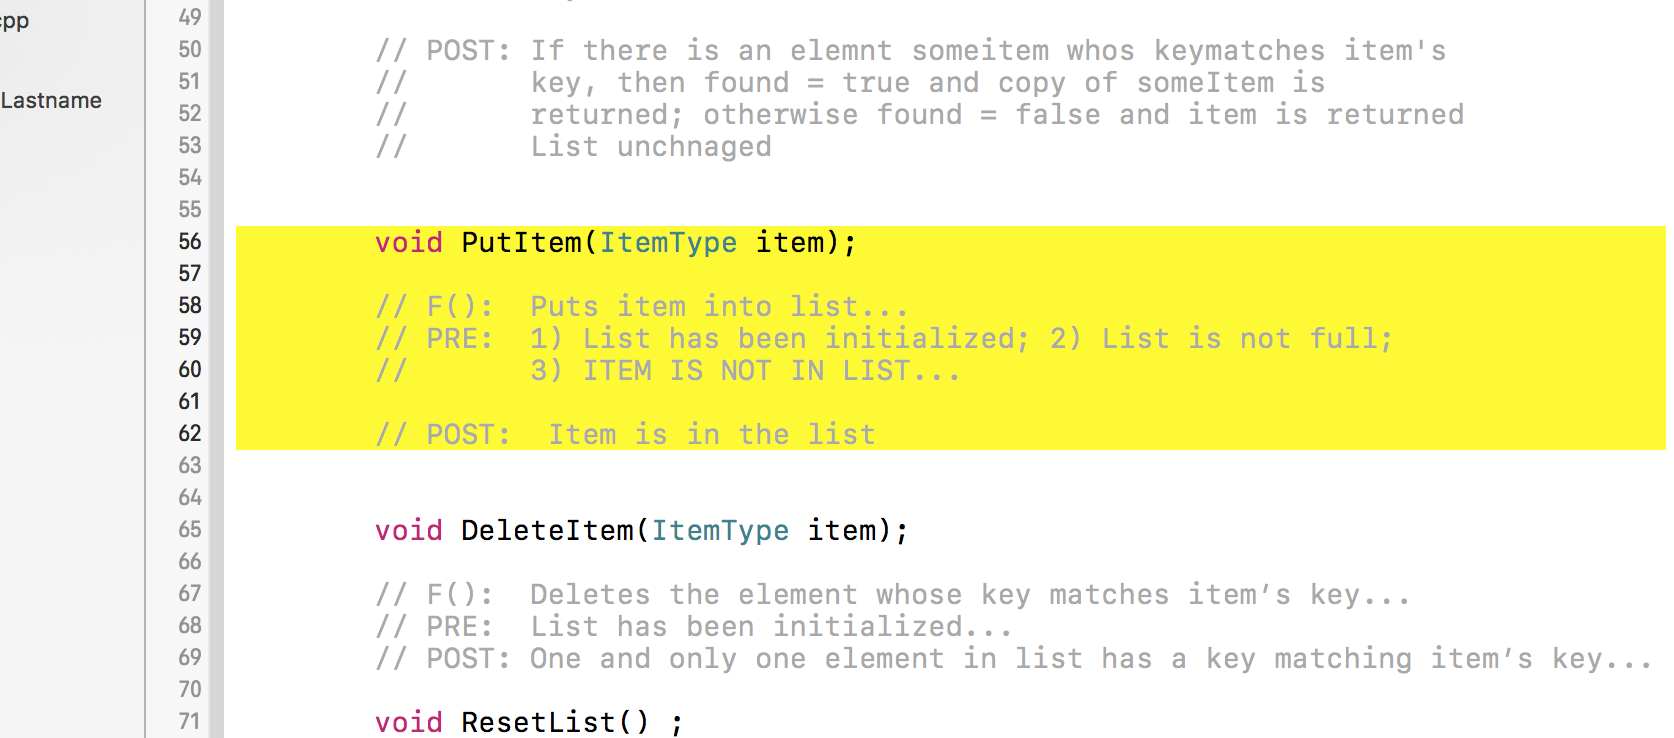 cpp
Lastname
49
50 // POST: If there is an elemnt someitem whos keymatches item's
51 // key, then found = true and copy of someItem is
52 // returned; otherwise found = false and item is returned
53 // List unchnaged
54
55
56 void PutItem(ItemType item);
57
58 // F(): Puts item into list...
59 // PRE: 1) List has been initialized; 2) List is not full;
60 // 3) ITEM IS NOT IN LIST...
61
62 // POST: Item is in the list
63
64
65 void DeleteItem(ItemType item);
66
67 // F(): Deletes the element whose key matches item’s key...
68 // PRE: List has been initialized...
69 // POST: One and only one element in list has a key matching item’s key...
70
71 void ResetList() ;